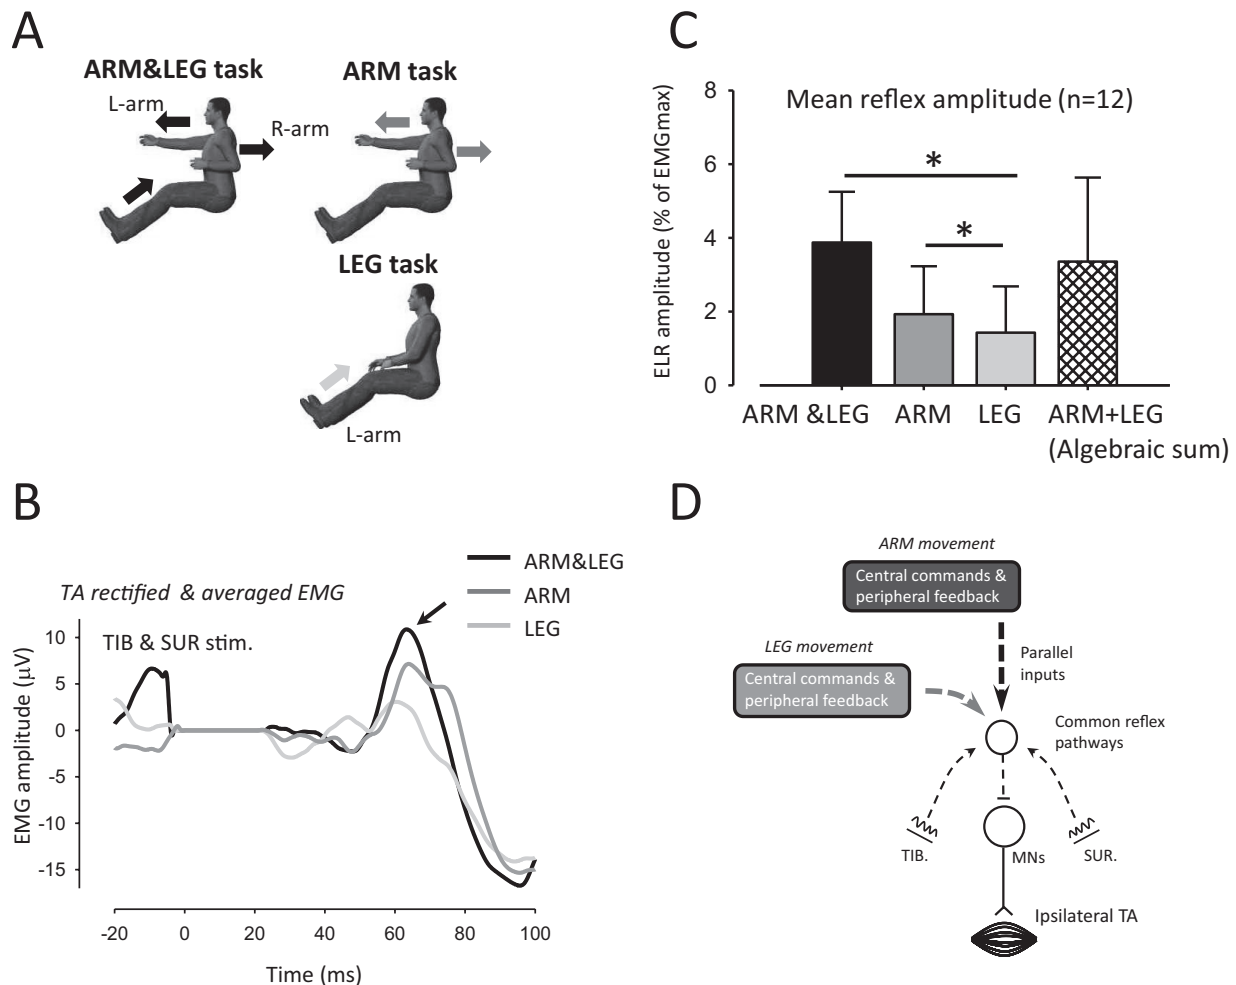 A
ARM&LEG task
L-arm
R-arm
ARM task
LEG task
L-arm
B
TA rectified & averaged EMG
TIB & SUR stim.
ARM&LEG
ARM
LEG
EMG amplitude (μV)
10
5
0
-5
-10
-15
-20
0
20
40
60
80
100
Time (ms)
C
Mean reflex amplitude (n=12)
ELR amplitude (% of EMGmax)
8
6
4
2
0
*
*
ARM &LEG
ARM
LEG
ARM+LEG
(Algebraic sum)
D
ARM movement
Central commands &
peripheral feedback
LEG movement
Central commands &
peripheral feedback
Parallel
inputs
Common reflex
pathways
TIB.
MNs
SUR.
Ipsilateral TA